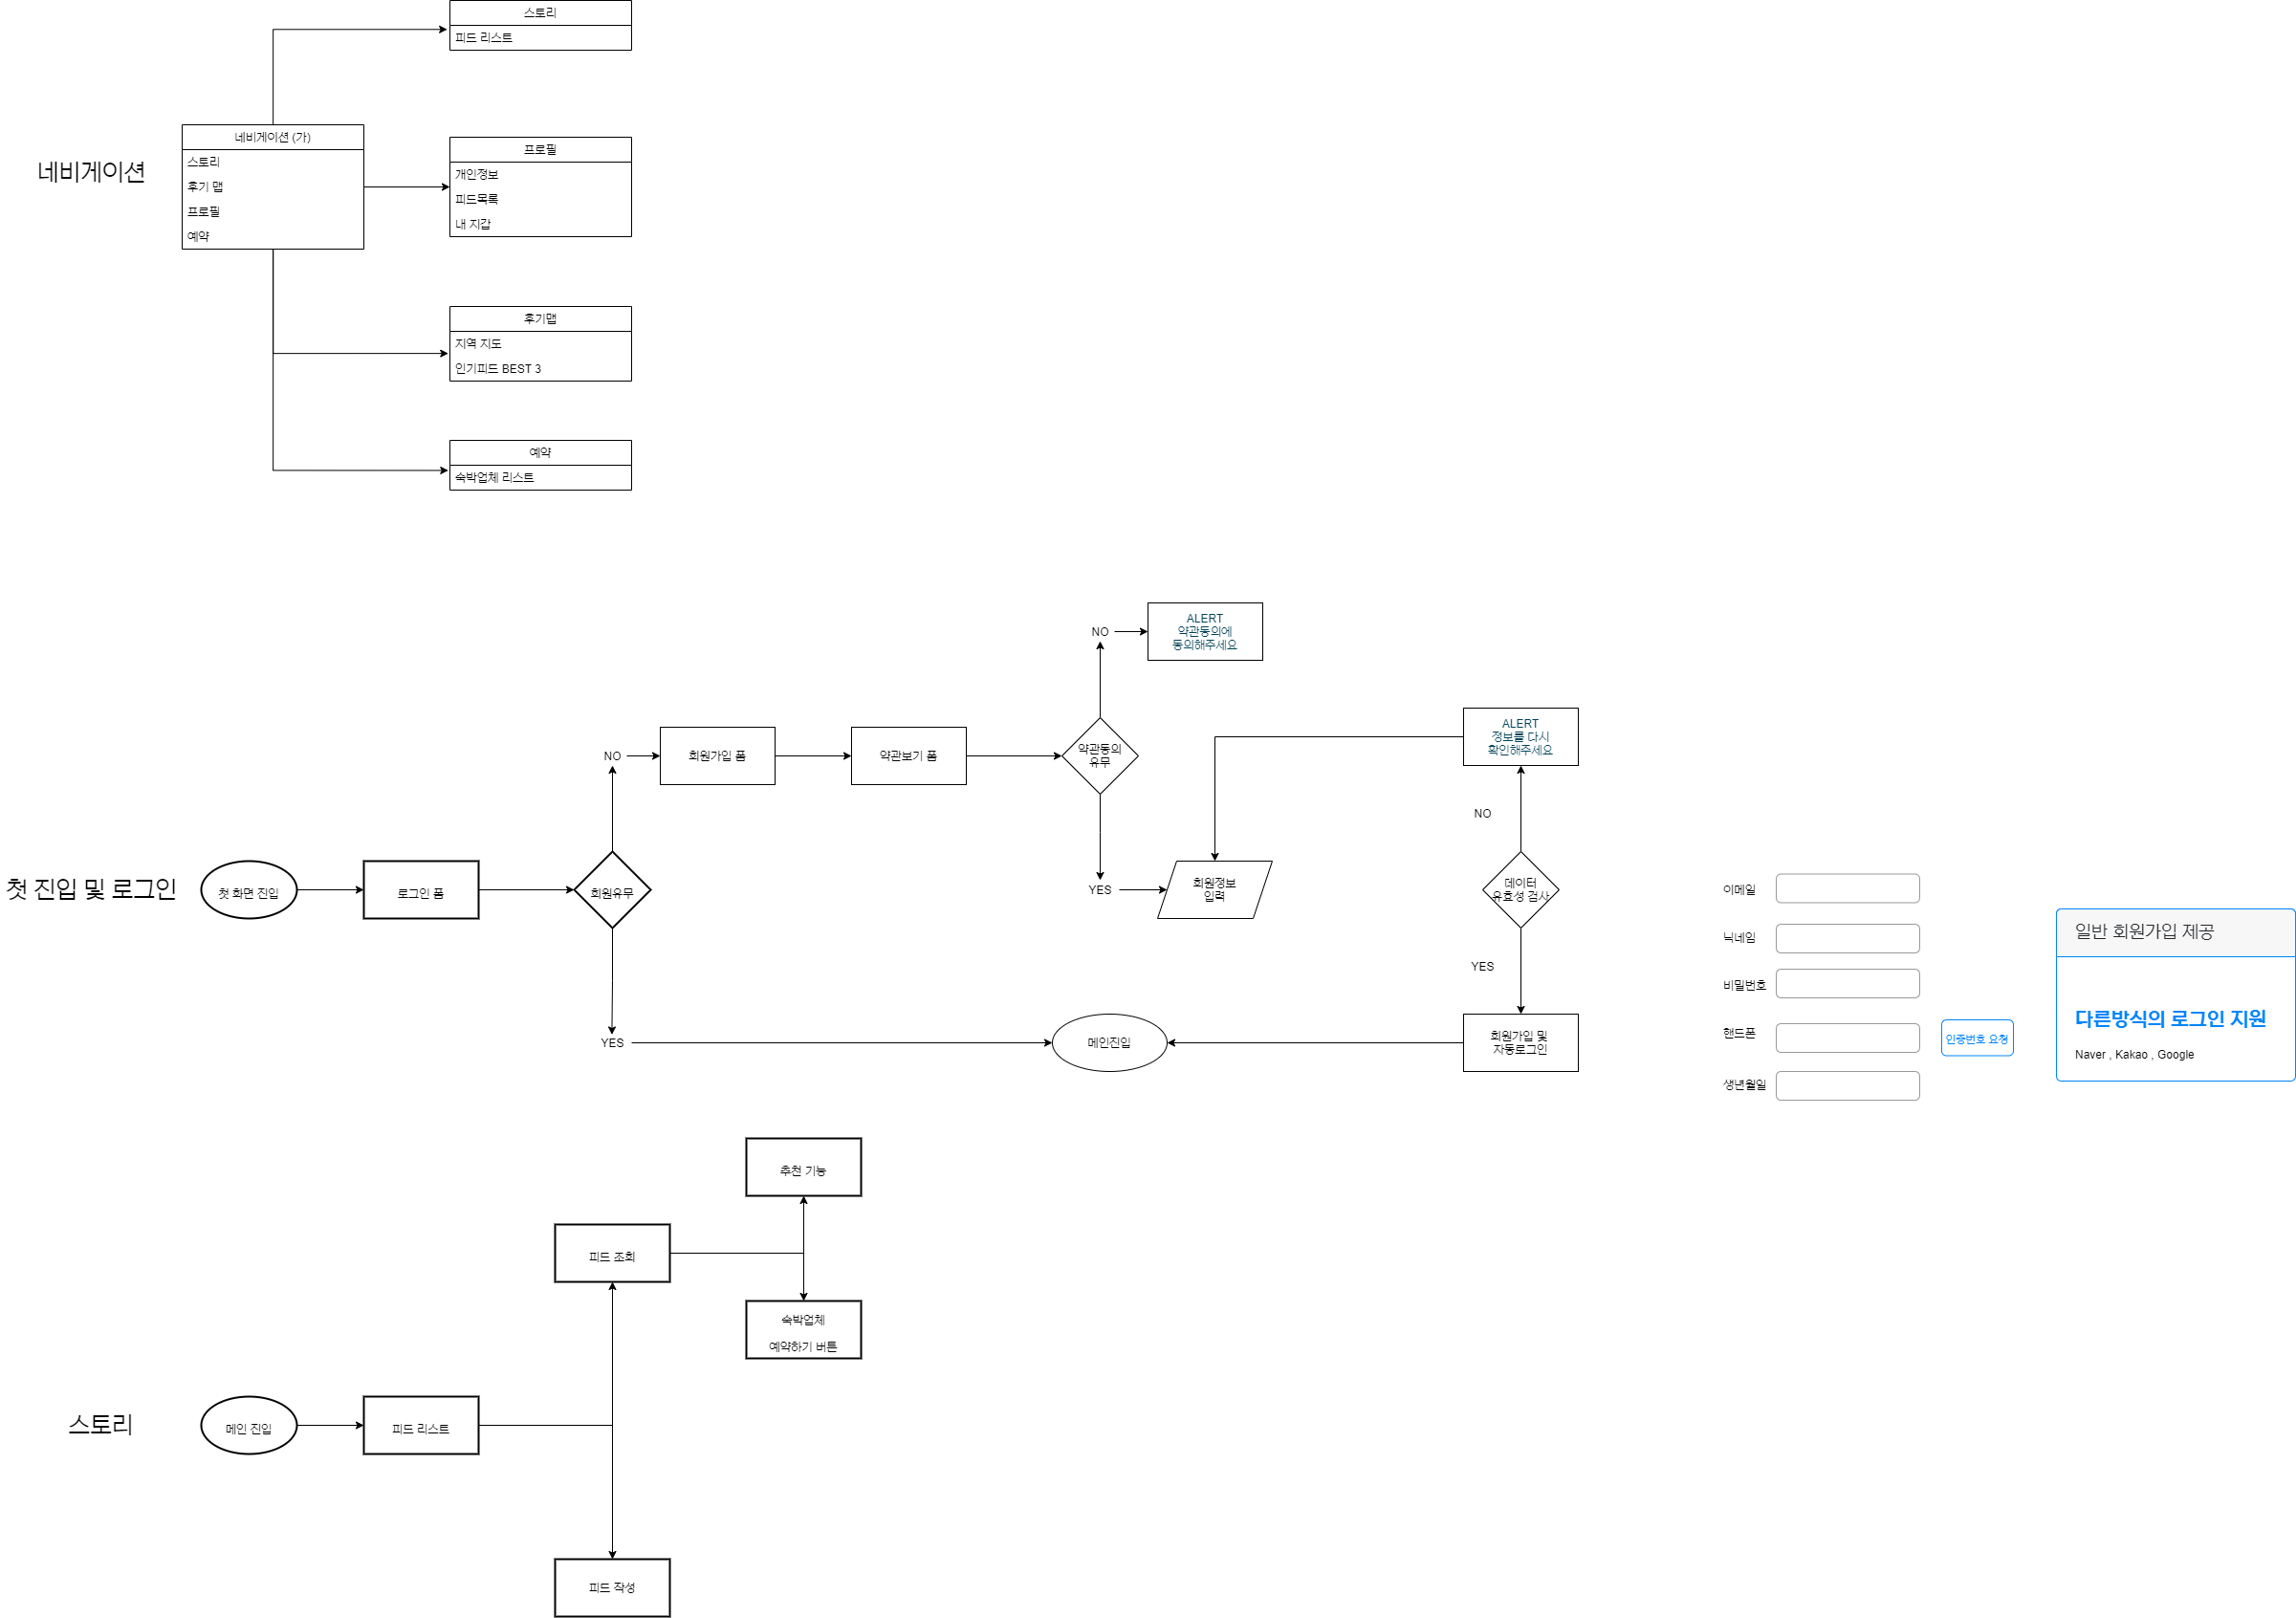 스토리
피드 리스트
네비게이션
네비게이션 (가)
스토리
후기 맵
프로필
예약
프로필
개인정보
피드목록
내 지갑
후기맵
지역 지도
인기피드 BEST 3
예약
숙박업체 리스트
첫 진입 및 로그인
첫 화면 진입
로그인 폼
회원유무
NO
회원가입 폼
약관보기 폼
약관동의
유무
NO
ALERT
약관동의에
동의해주세요
YES
회원정보
입력
ALERT
정보를 다시
확인해주세요
NO
데이터
유효성 검사
YES
회원가입 및
자동로그인
YES
메인진입
이메일
닉네임
비밀번호
핸드폰
인증번호 요청
생년월일
일반 회원가입 제공
다른방식의 로그인 지원
Naver , Kakao , Google
스토리
메인 진입
피드 리스트
피드 조회
추천 기능
숙박업체
예약하기 버튼
피드 작성